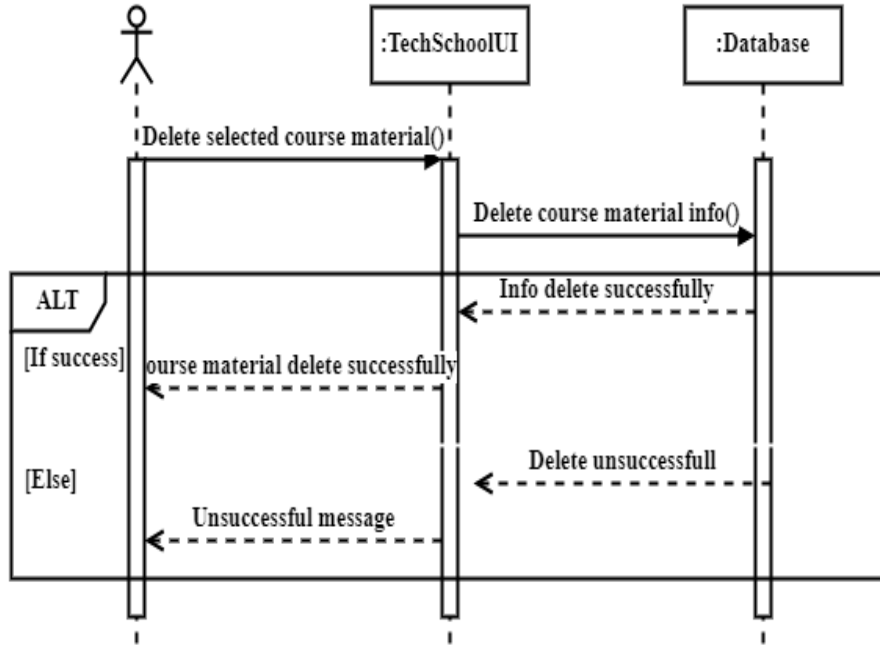 :TechSchoolUI
:Database
Delete selected course material()
Delete course material info()
ALT
Info delete successfully
[If success]
ourse material delete successfully
Delete unsuccessfull
[Else]
Unsuccessful message